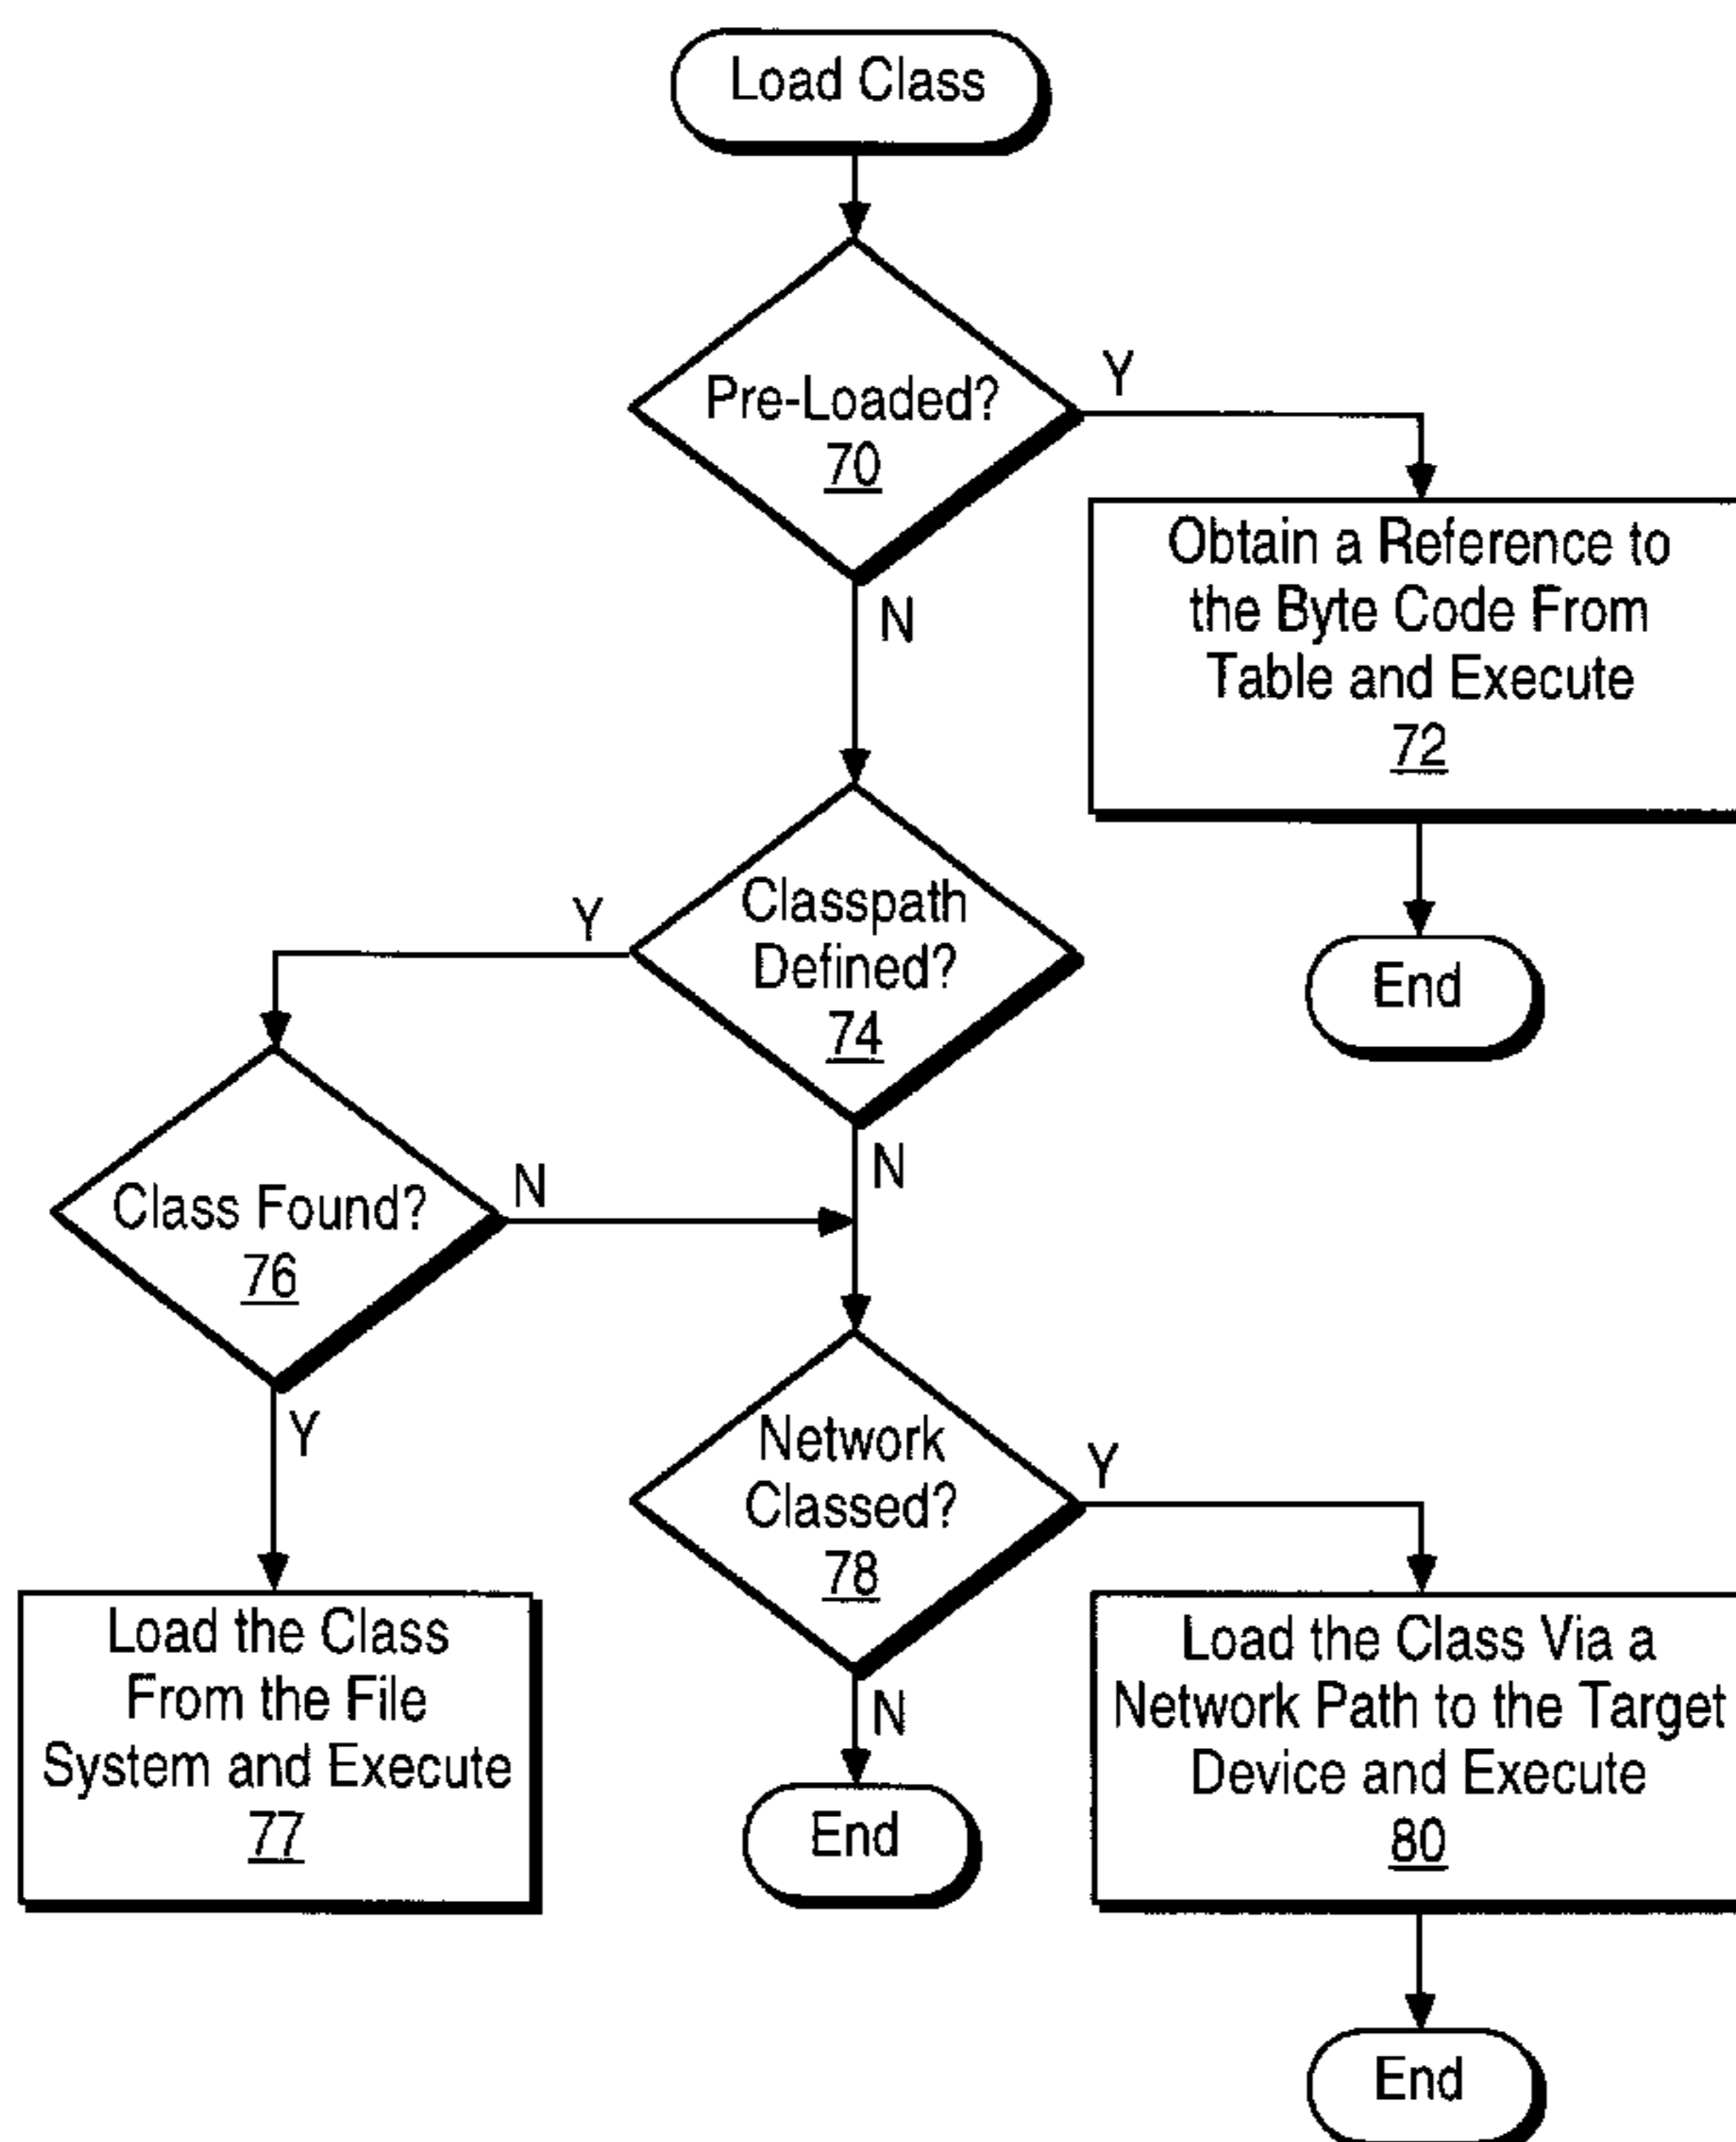 Load Class
Pre-Loaded?
70
Y
N
Obtain a Reference to
the Byte Code From
Table and Execute
72
End
Classpath
Defined?
74
Y
N
Class Found?
76
N
Y
Load the Class
From the File
System and Execute
77
Network
Classed?
78
Y
N
End
Load the Class Via a
Network Path to the Target
Device and Execute
80
End